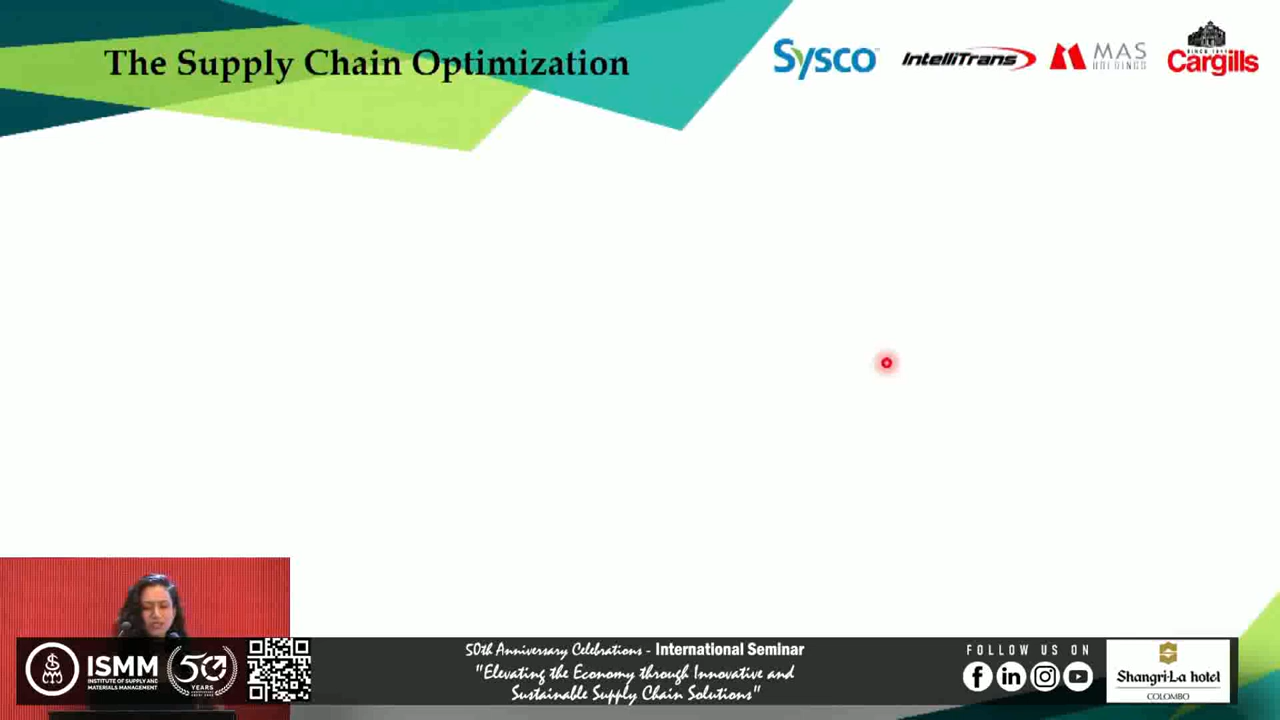 The Supply Chain Optimization
Sysco
INTELLITRANS
MAS
HOLDINGS
SINCE 1844
Cargills
ISMM
INSTITUTE OF SUPPLY AND
MATERIALS MANAGEMENT
50
YEARS
50th Anniversary Celebrations - International Seminar
"Elevating the Economy through Innovative and
Sustainable Supply Chain Solutions"
FOLLOW US ON
Shangri-La hotel
COLOMBO